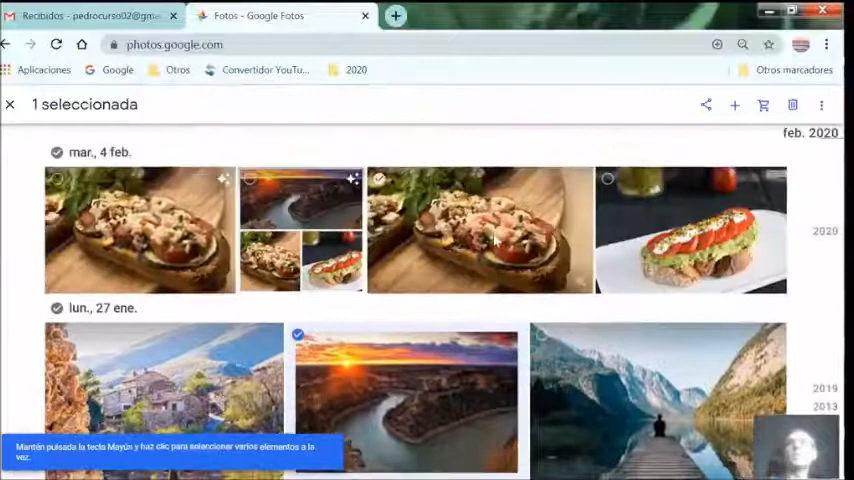 Recibidos - pedrocurso02@gma
Fotos - Google Fotos
photos.google.com
Aplicaciones
Google
Otros
Convertidor YouTu...
2020
Otros marcadores
1 seleccionada
feb. 2020
mar., 4 feb.
2020
lun., 27 ene.
2019
2013
Mantén pulsada la tecla Mayús y haz clic para seleccionar varios elementos a la
vez.